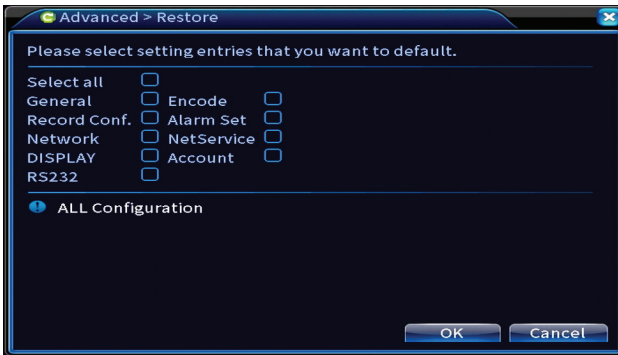 Advanced > Restore
Please select setting entries that you want to default.
Select all
General Encode
Record Conf. Alarm Set
Network NetService
DISPLAY Account
RS232
ALL Configuration
OK Cancel